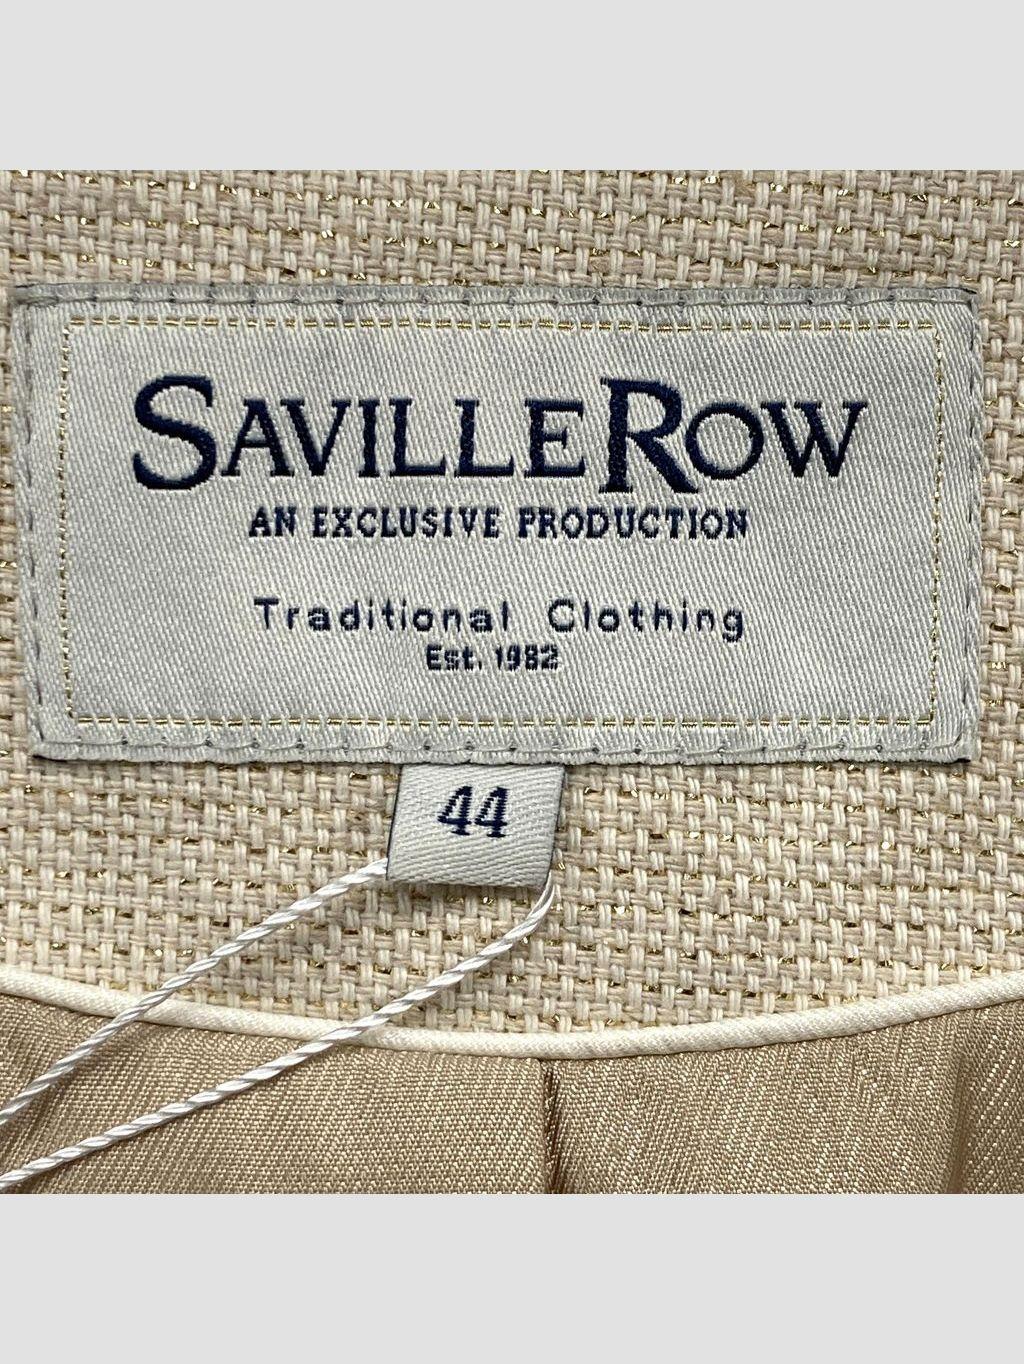 SAVILLE ROW
AN EXCLUSIVE PRODUCTION
Traditional Clothing
Est. 1982
44